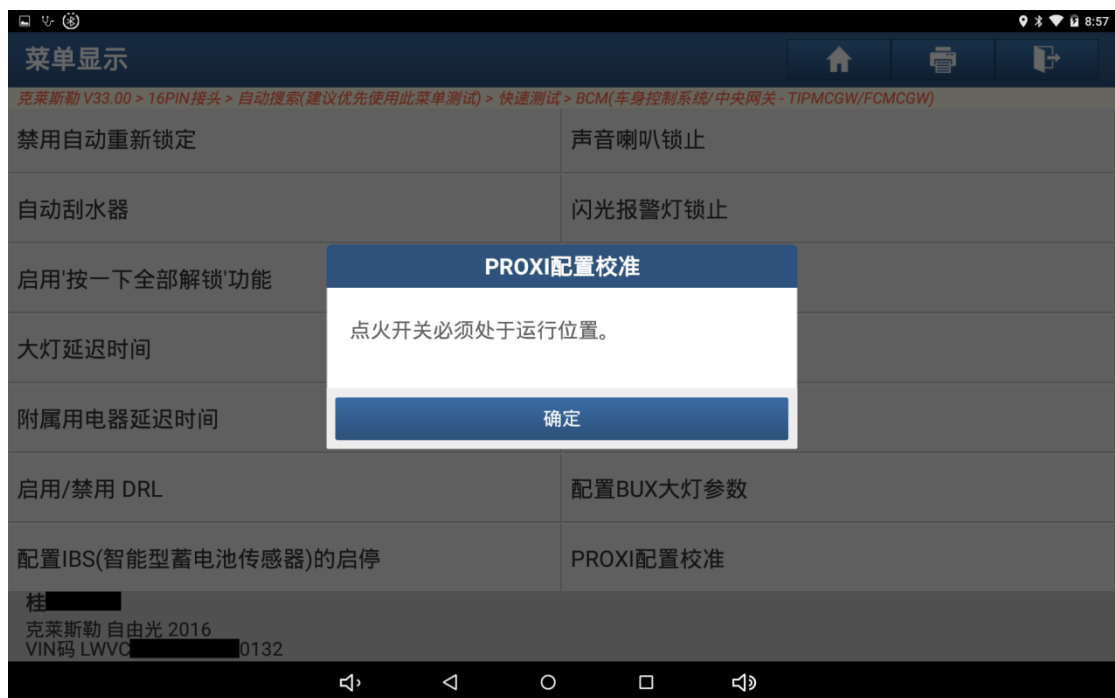 8:57
菜单显示
克莱斯勒 V33.00 > 16PIN接头 > 自动搜索(建议优先使用此菜单测试) > 快速测试 > BCM(车身控制系统/中央网关 - TIPMCGW/FCMCGW)
禁用自动重新锁定
声音喇叭锁止
自动刮水器
闪光报警灯锁止
启用'按一下全部解锁'功能
PROXI配置校准
点火开关必须处于运行位置。
确定
大灯延迟时间
附属用电器延迟时间
启用/禁用 DRL
配置BUX大灯参数
配置IBS(智能型蓄电池传感器)的启停
PROXI配置校准
桂
克莱斯勒 自由光 2016
VIN码 LWVC 0132